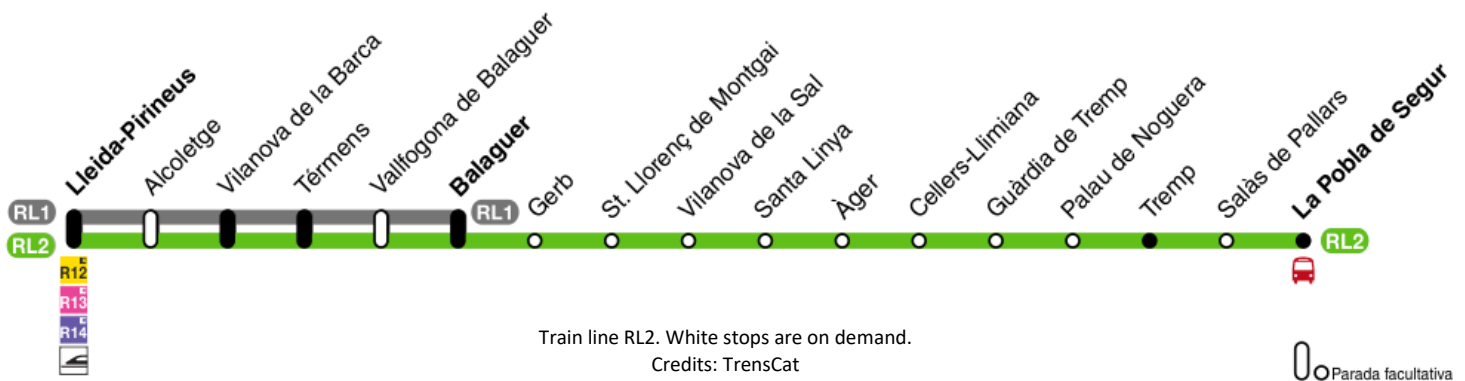 Lleida-Pirineus
Alcoletge
Vilanova de la Barca
Térmens
Vallfogona de Balaguer
Balaguer
Gerb
St. Llorenç de Montgai
Vilanova de la Sal
Santa Linya
Àger
Cellers-Llimiana
Guàrdia de Tremp
Palau de Noguera
Tremp
Salàs de Pallars
La Pobla de Segur
RL1
RL1
RL2
RL2
R12
R13
R14
Train line RL2. White stops are on demand.
Credits: TrensCat
Parada facultativa